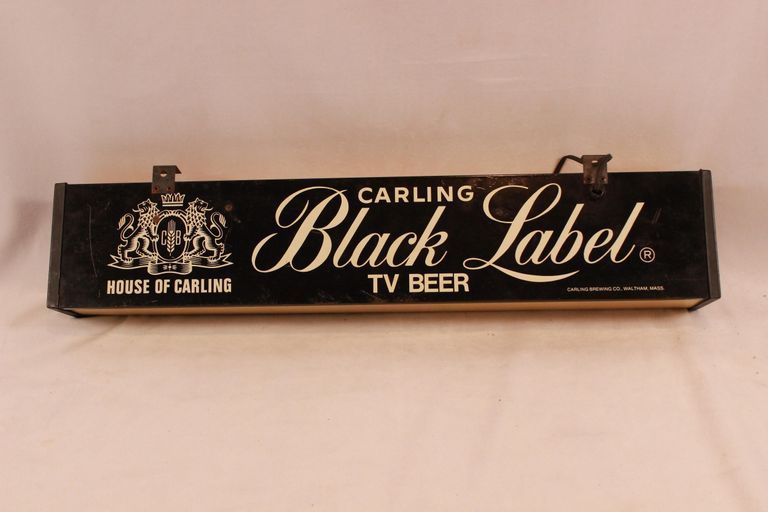 CARLING
Black Label ®
TV BEER
C B
HOUSE OF CARLING
CARLING BREWING CO., WALTHAM, MASS.